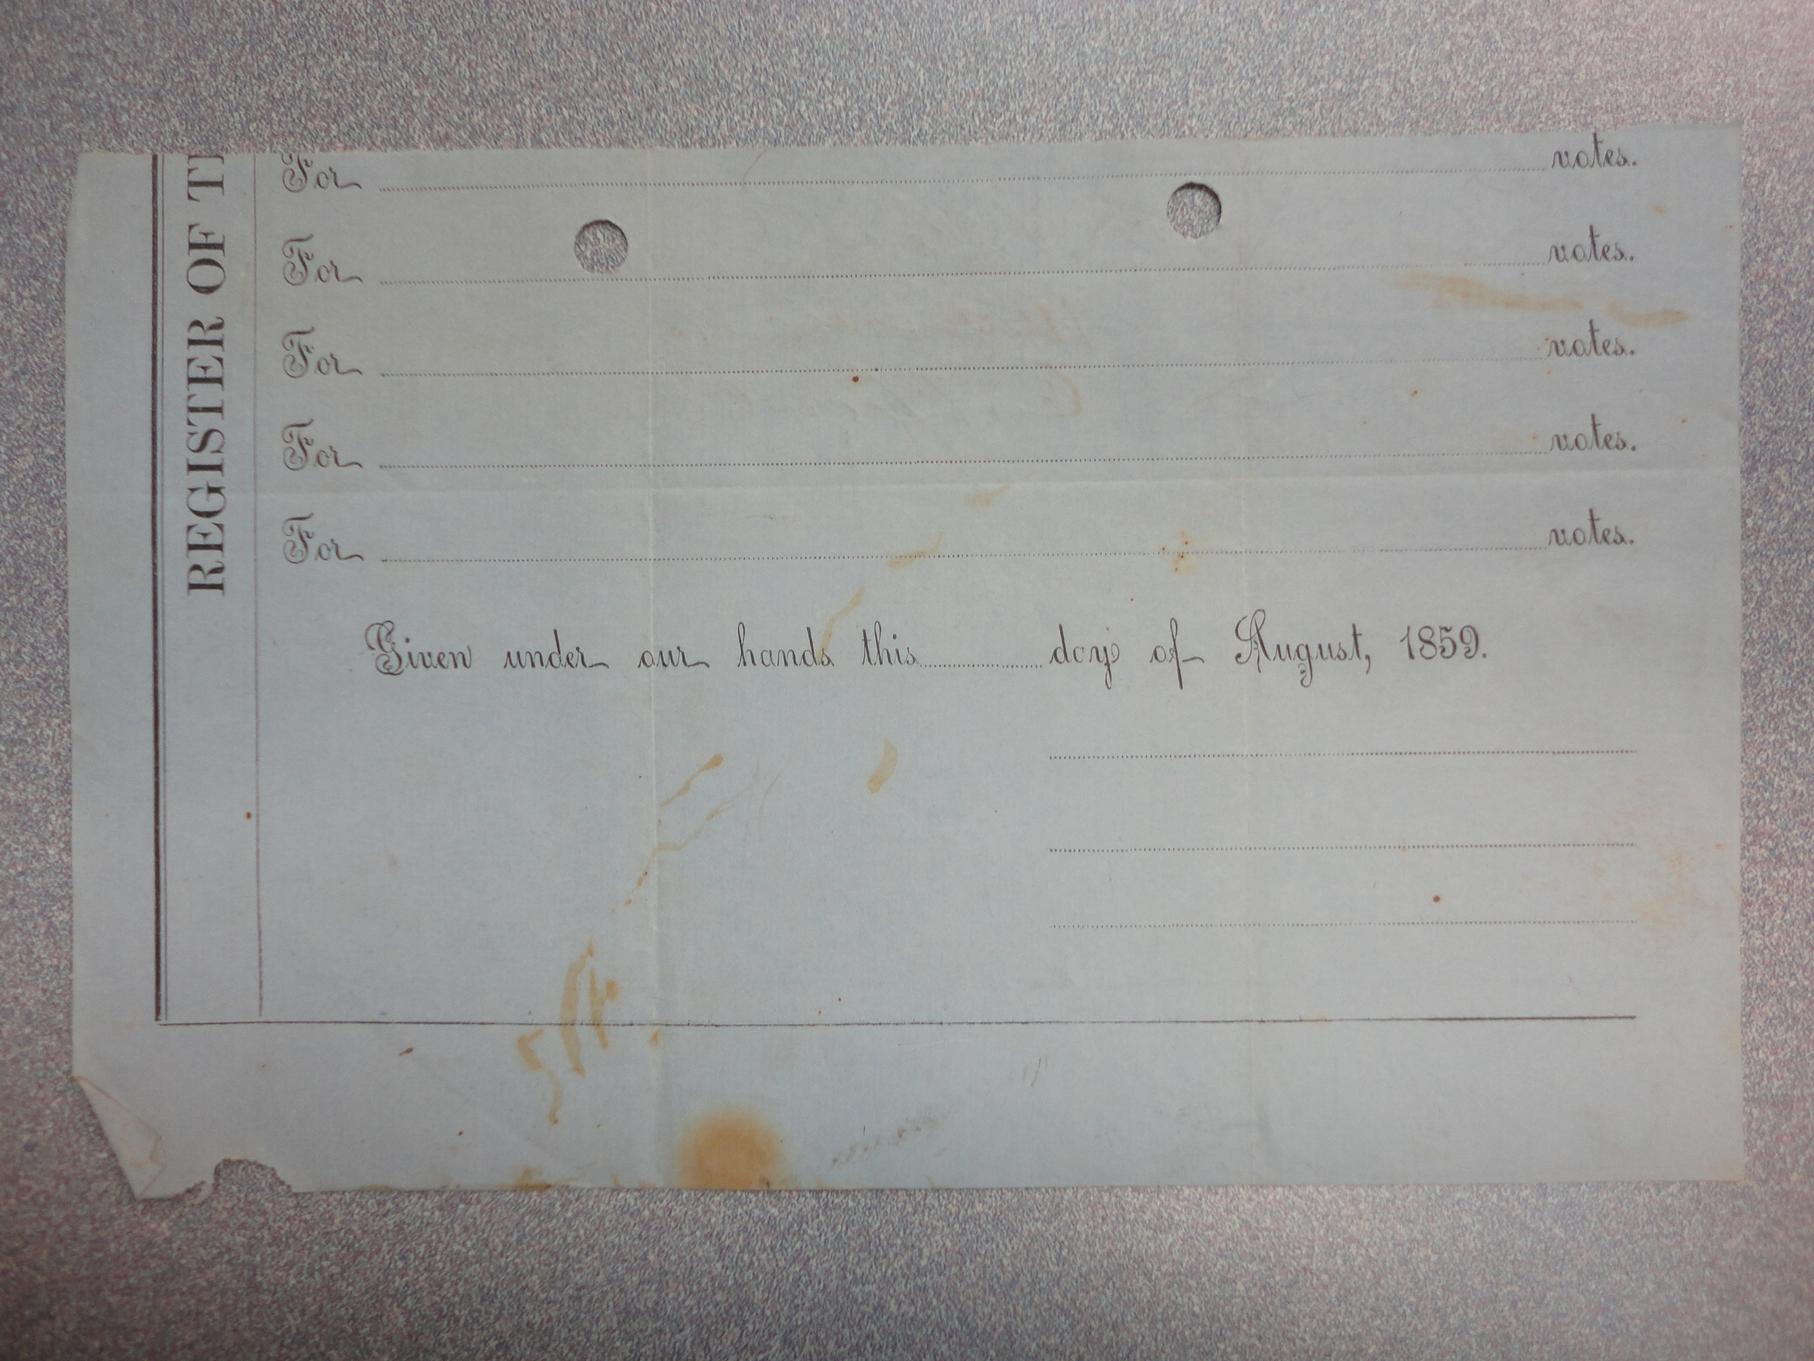 REGISTER OF T
For votes.
For votes.
For votes.
For votes.
For votes.
Given under our hands this day of August, 1859.